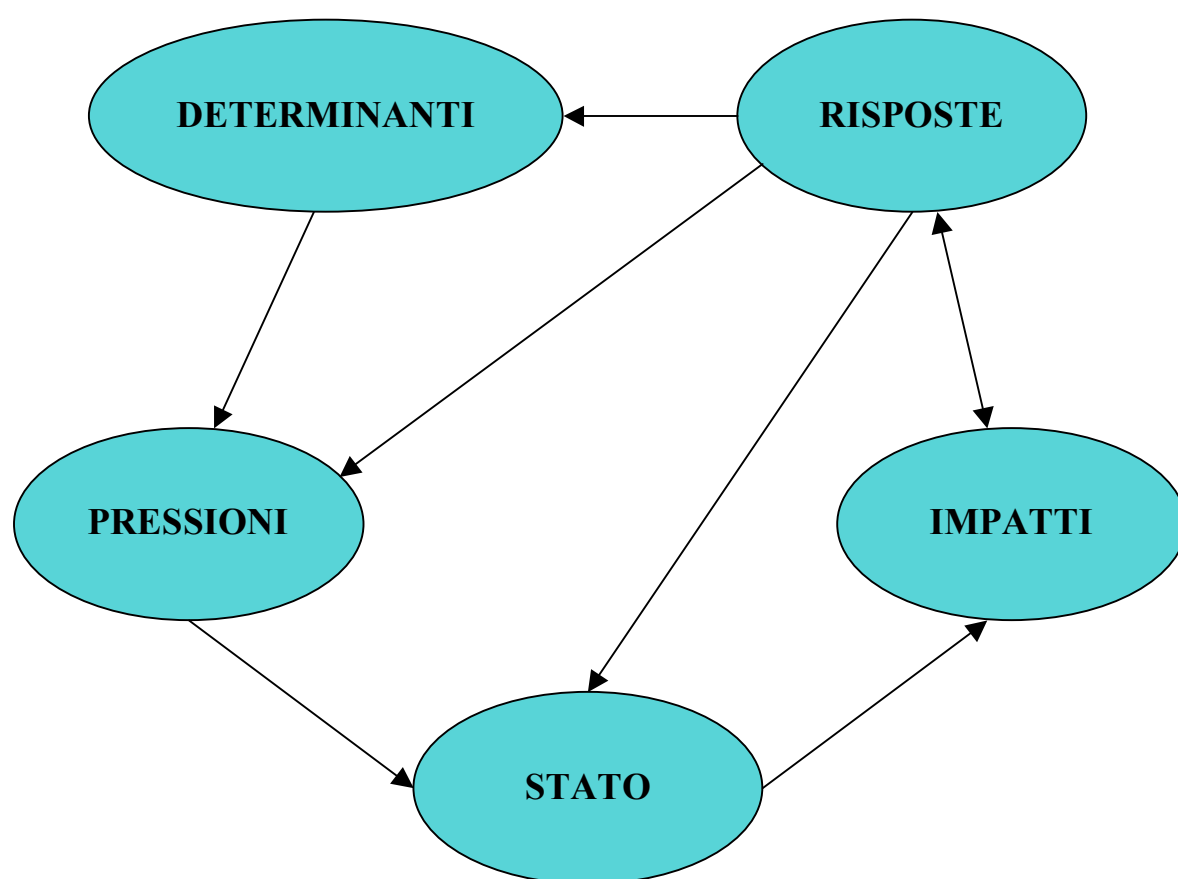 DETERMINANTI
RISPOSTE
PRESSIONI
IMPATTI
STATO